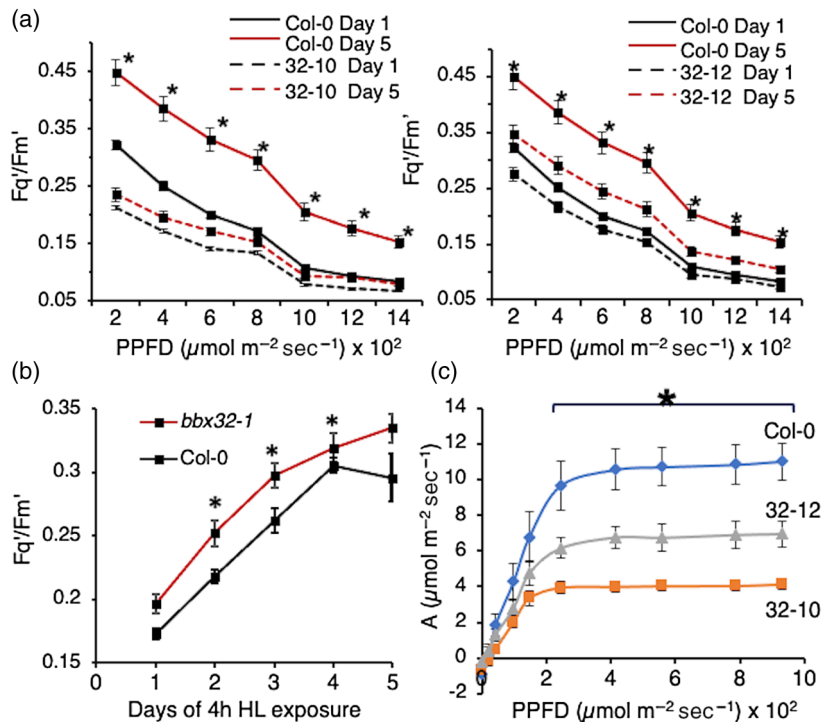 (a)
Col-0 Day 1
Col-0 Day 5
32-10 Day 1
32-10 Day 5
Fq'/Fm'
0.45
0.35
0.25
0.15
0.05
2 4 6 8 10 12 14
PPFD (µmol m−2 sec−1) x 102
* * * * * * *
Col-0 Day 1
Col-0 Day 5
32-12 Day 1
32-12 Day 5
Fq'/Fm'
0.45
0.35
0.25
0.15
0.05
2 4 6 8 10 12 14
PPFD (µmol m−2 sec−1) x 102
* * * * * * *
(b)
bbx32-1
Col-0
Fq'/Fm'
0.35
0.3
0.25
0.2
0.15
* * *
0 1 2 3 4 5
Days of 4h HL exposure
(c)
*
Col-0
32-12
32-10
A (µmol m−2 sec−1)
14
12
10
8
6
4
2
0
-2
0 2 4 6 8 10
PPFD (µmol m−2 sec−1) x 102